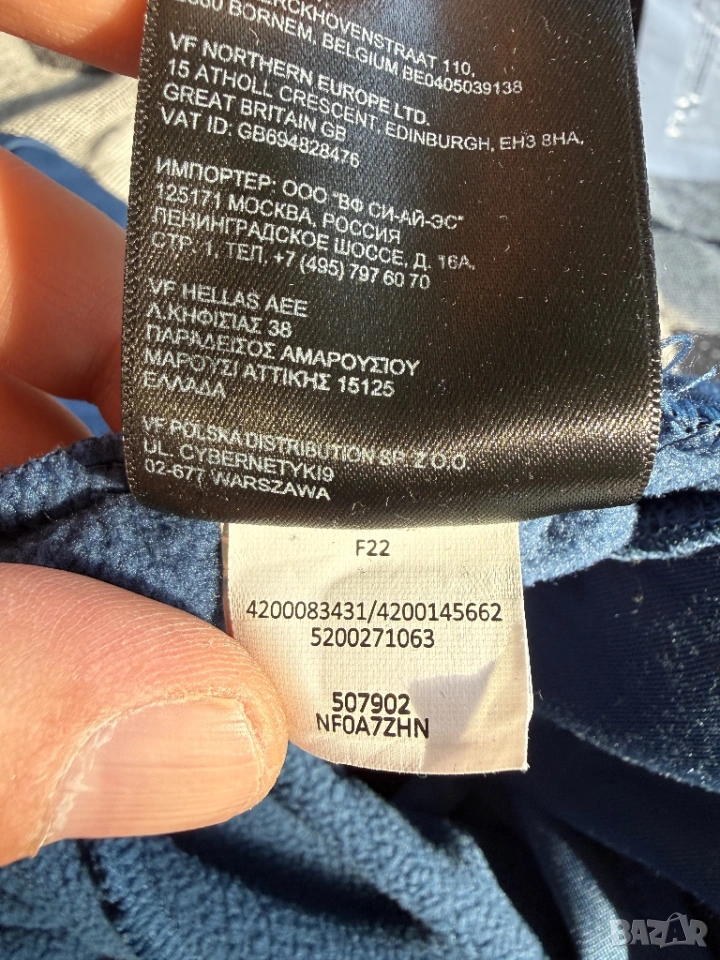 2880 BORNEM, BELGIUM BE0405039138
VF NORTHERN EUROPE LTD.
15 ATHOLL CRESCENT, EDINBURGH, EH3 8HA,
GREAT BRITAIN GB
VAT ID: GB694828476
ИМПОРТЕР: ООО "ВФ СИ-АЙ-ЭС"
125171 МОСКВА, РОССИЯ
ЛЕНИНГРАДСКОЕ ШОССЕ, Д. 16А,
СТР. 1, ТЕЛ. +7 (495) 797 60 70
VF HELLAS AEE
Λ.ΚΗΦΙΣΙΑΣ 38
ΠΑΡΑΔΕΙΣΟΣ ΑΜΑΡΟΥΣΙΟΥ
ΜΑΡΟΥΣΙ ΑΤΤΙΚΗΣ 15125
ΕΛΛΑΔΑ
VF POLSKA DISTRIBUTION SP. Z O.O.
UL. CYBERNETYKI9
02-677 WARSZAWA
F22
4200083431/4200145662
5200271063
507902
NF0A7ZHN
BAZAR